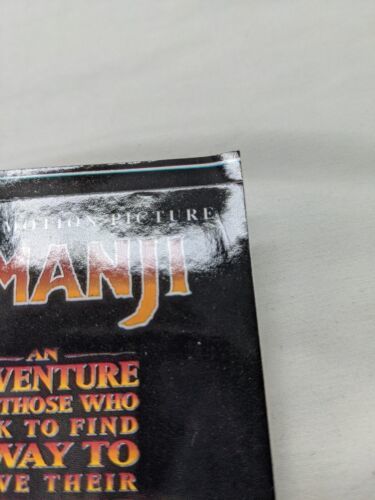 MOTION PICTURE
MANJI
AN
VENTURE
THOSE WHO
K TO FIND
WAY TO
VE THEIR